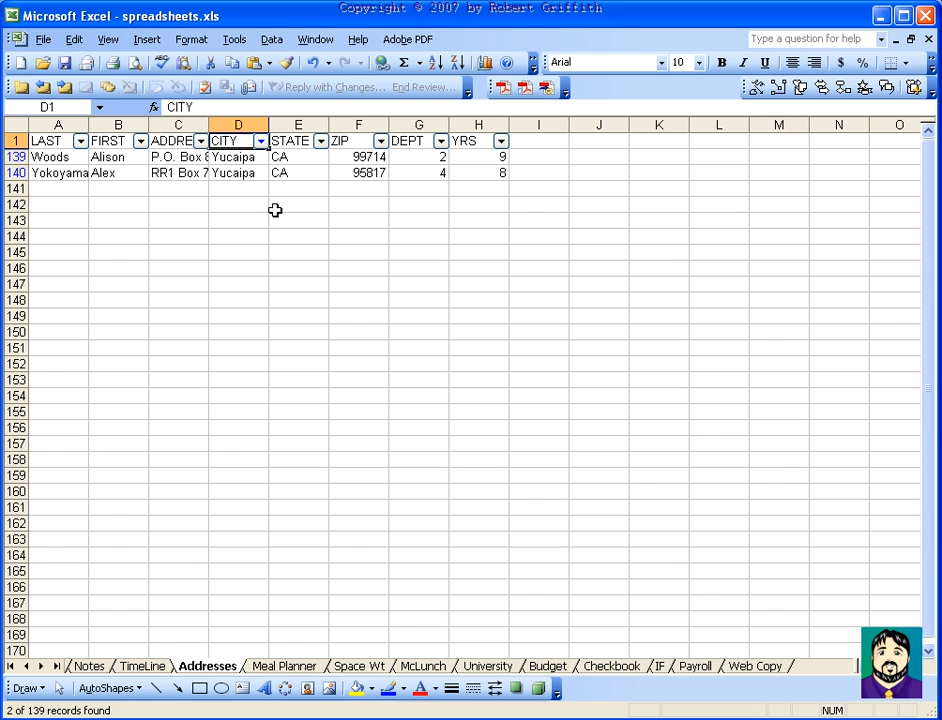 Copyright © 2007 by Robert Griffith
Microsoft Excel - spreadsheets.xls
File Edit View Insert Format Tools Data Window Help Adobe PDF Type a question for help
Arial 10 B I U $ %
Reply with Changes... End Review...
D1 fx CITY
A B C D E F G H I J K L M N O
1 LAST FIRST ADDRE CITY STATE ZIP DEPT YRS
139 Woods Alison P.O. Box 8 Yucaipa CA 99714 2 9
140 Yokoyama Alex RR1 Box 7 Yucaipa CA 95817 4 8
141
142
143
144
145
146
147
148
149
150
151
152
153
154
155
156
157
158
159
160
161
162
163
164
165
166
167
168
169
170
Notes TimeLine Addresses Meal Planner Space Wt McLunch University Budget Checkbook IF Payroll Web Copy
Draw AutoShapes A A
2 of 139 records found NUM